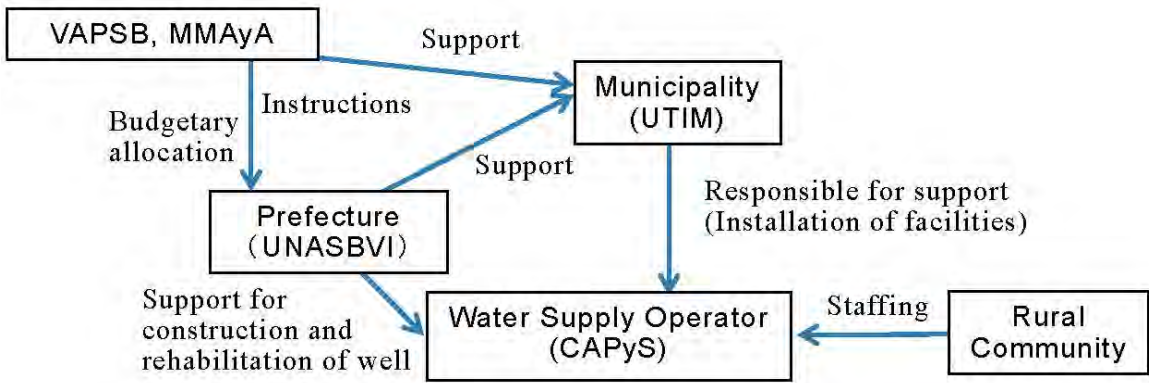 VAPSB, MMAyA
Support
Municipality
(UTIM)
Instructions
Budgetary
allocation
Support
Prefecture
(UNASBVI)
Responsible for support
(Installation of facilities)
Support for
construction and
rehabilitation of well
Water Supply Operator
(CAPyS)
Staffing
Rural
Community